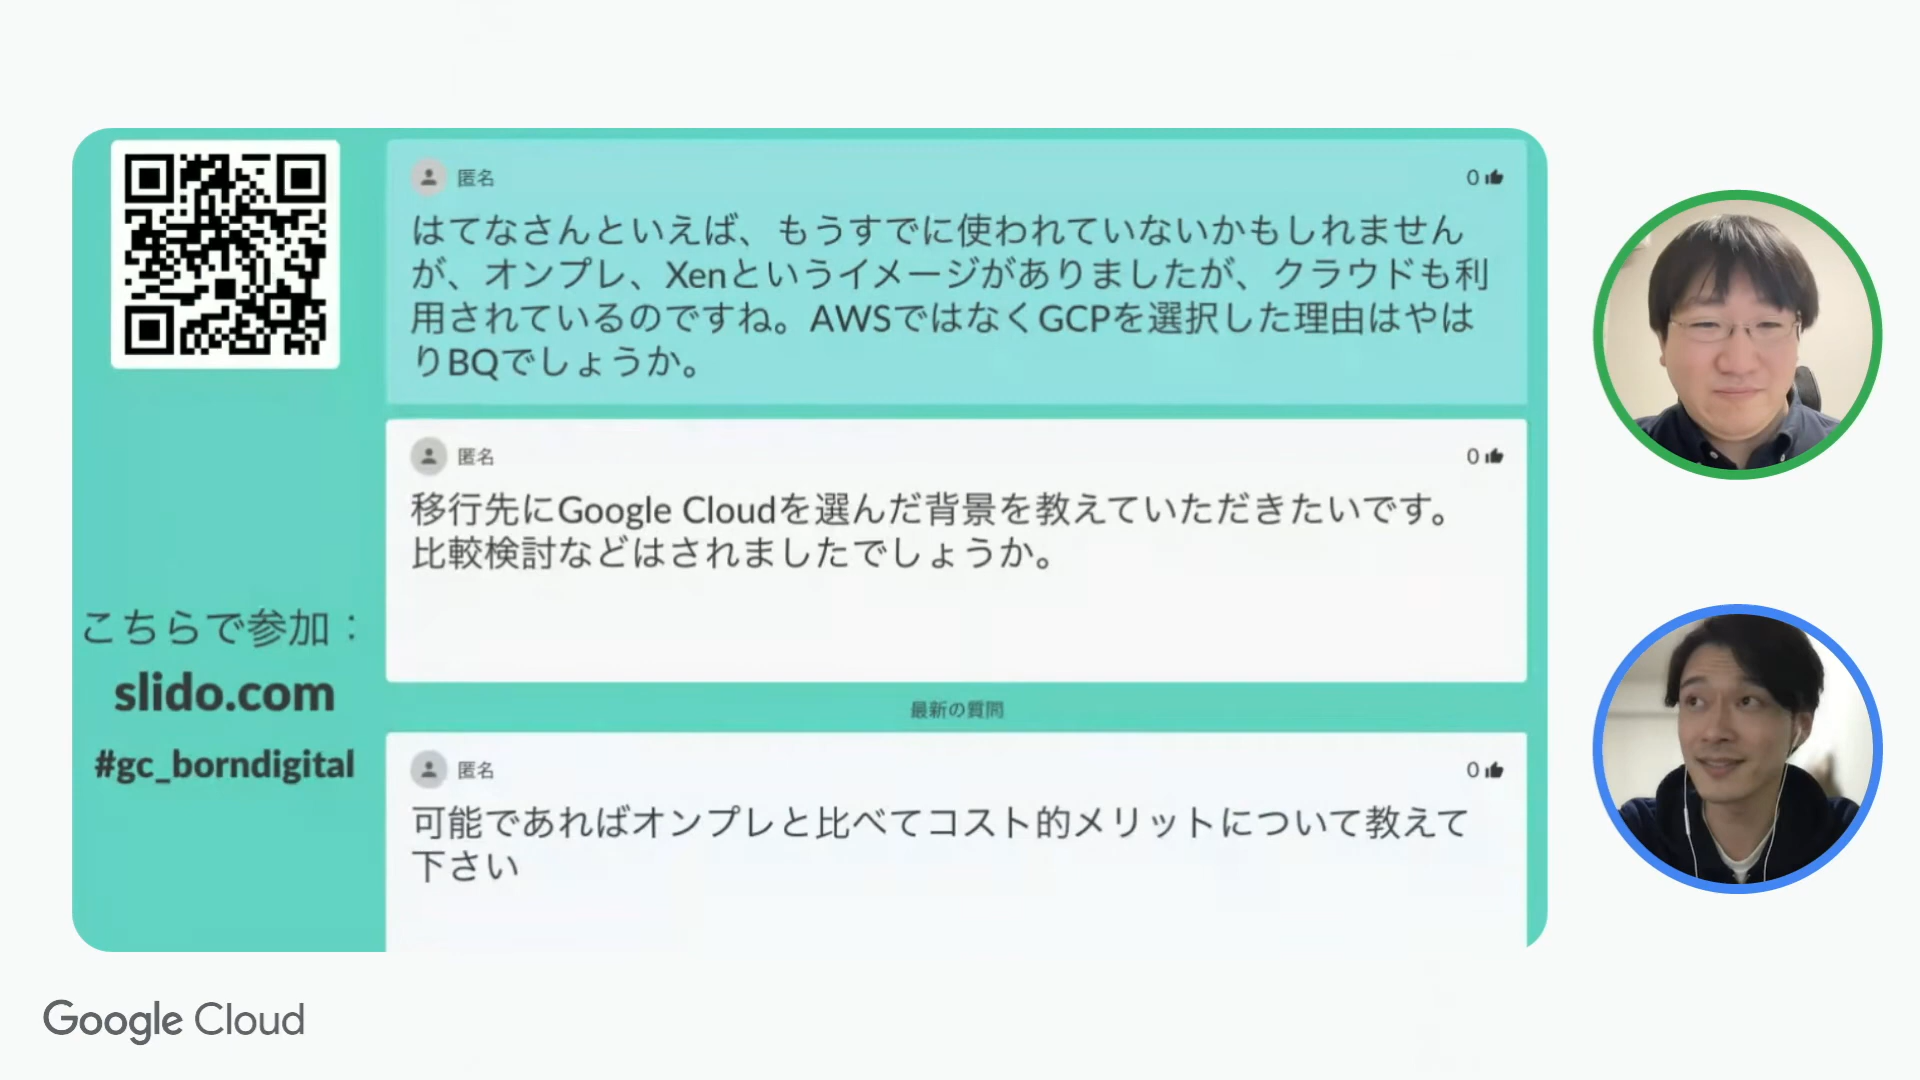 匿名
0
はてなさんといえば、もうすでに使われていないかもしれません
が、オンプレ、Xenというイメージがありましたが、クラウドも利
用されているのですね。AWSではなくGCPを選択した理由はやは
りBQでしょうか。
匿名
0
移行先にGoogle Cloudを選んだ背景を教えていただきたいです。
比較検討などはされましたでしょうか。
こちらで参加：
slido.com
#gc_borndigital
最新の質問
匿名
0
可能であればオンプレと比べてコスト的メリットについて教えて
下さい
Google Cloud